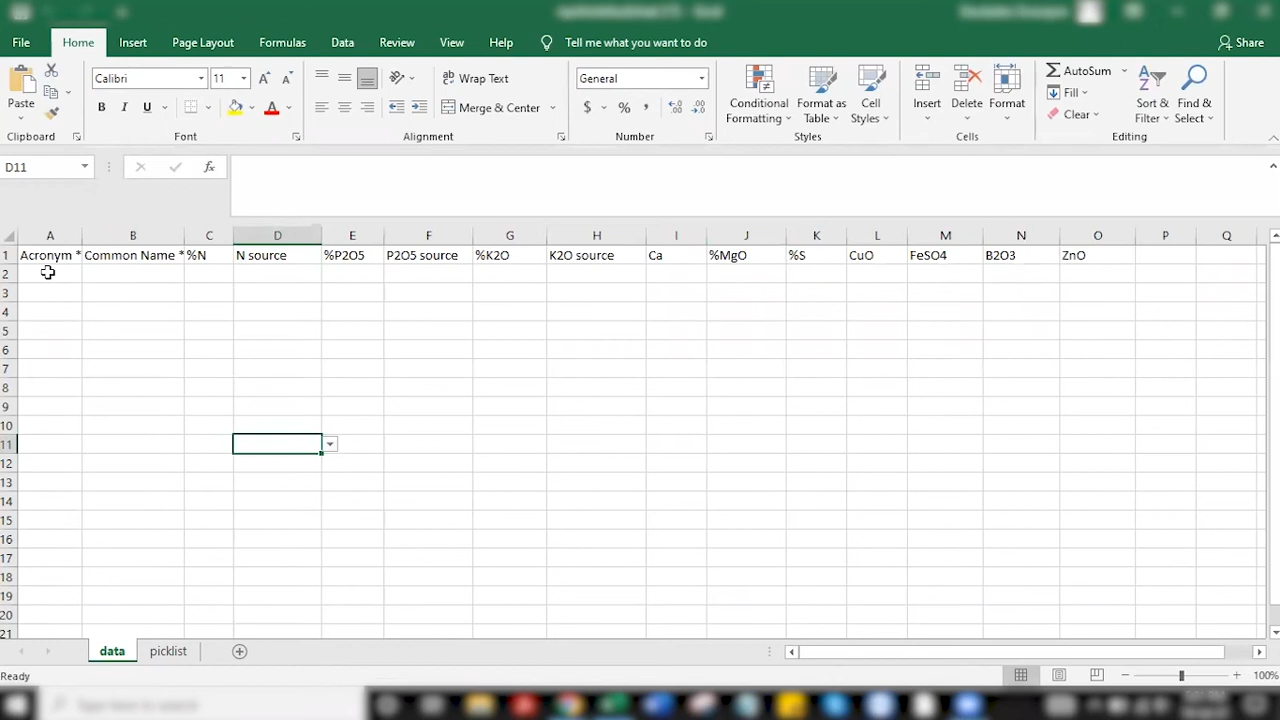 File Home Insert Page Layout Formulas Data Review View Help Tell me what you want to do Share
Calibri 11 Wrap Text General AutoSum
Paste Conditional Format as Cell Insert Delete Format Fill Sort & Find &
B I U Merge & Center $ % , Formatting Table Styles Clear Filter Select
Clipboard Font Alignment Number Styles Cells Editing
D11 fx
A B C D E F G H I J K L M N O P Q
1 Acronym * Common Name * %N N source %P2O5 P2O5 source %K2O K2O source Ca %MgO %S CuO FeSO4 B2O3 ZnO
2
3
4
5
6
7
8
9
10
11
12
13
14
15
16
17
18
19
20
21
data picklist
Ready 100%
Type here to search